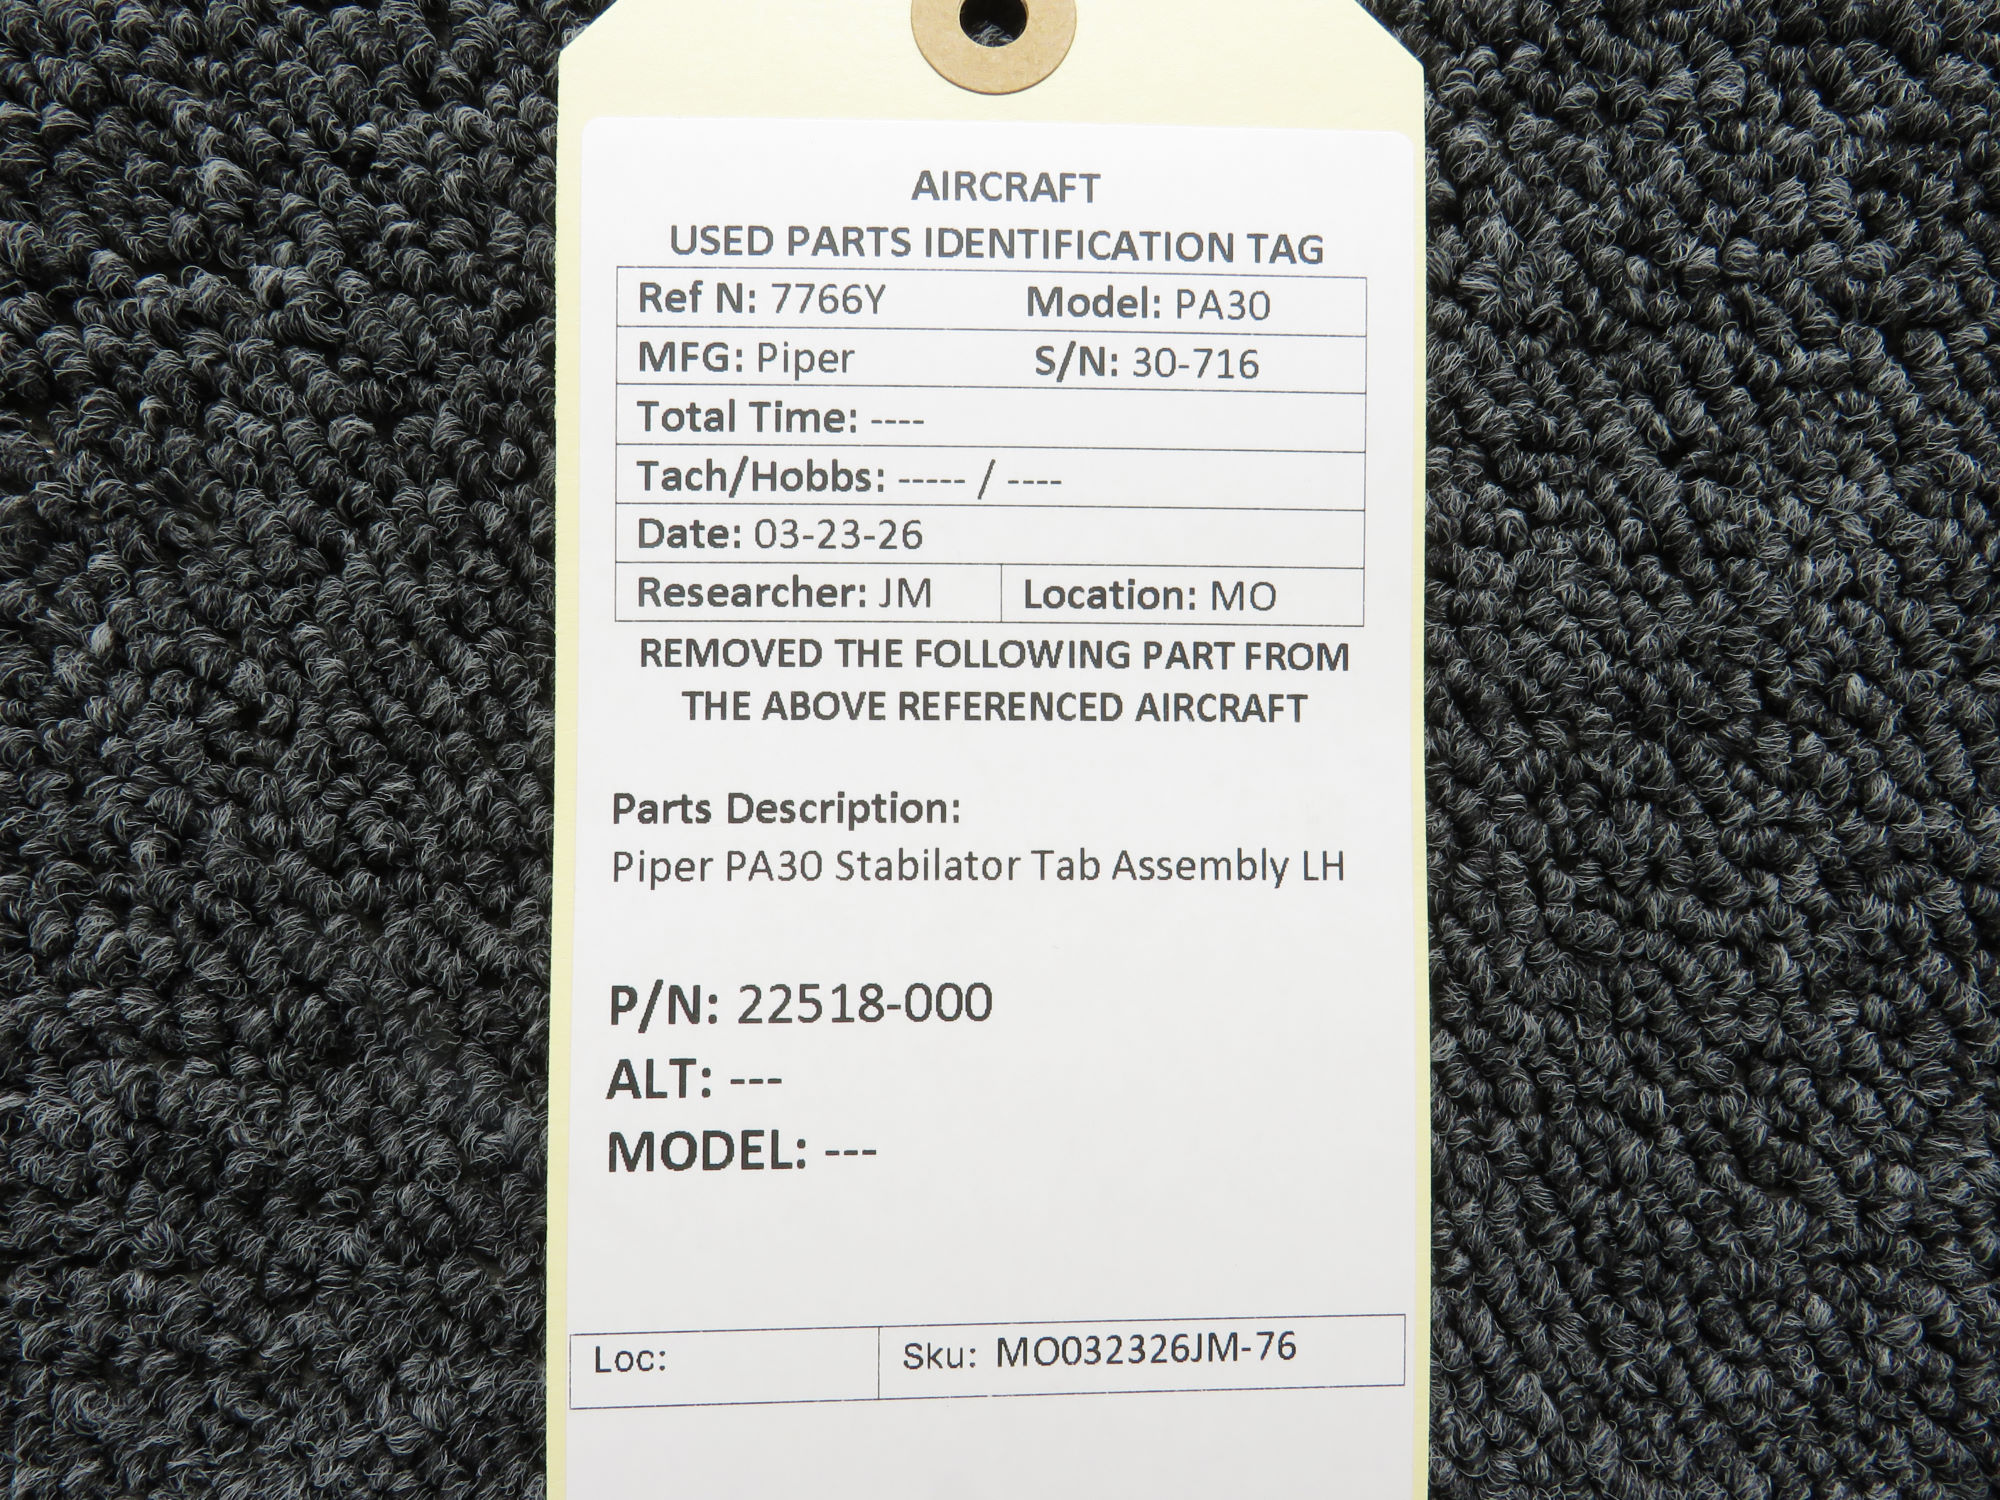 AIRCRAFT
USED PARTS IDENTIFICATION TAG
Ref N: 7766Y Model: PA30
MFG: Piper S/N: 30-716
Total Time: ----
Tach/Hobbs: ----- / ----
Date: 03-23-26
Researcher: JM Location: MO
REMOVED THE FOLLOWING PART FROM
THE ABOVE REFERENCED AIRCRAFT
Parts Description:
Piper PA30 Stabilator Tab Assembly LH
P/N: 22518-000
ALT: ---
MODEL: ---
Loc: Sku: MO032326JM-76